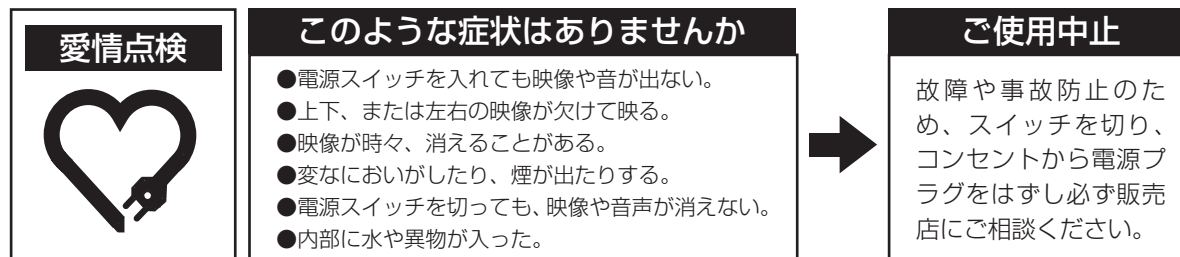 愛情点検
このような症状はありませんか
●電源スイッチを入れても映像や音が出ない。
●上下、または左右の映像が欠けて映る。
●映像が時々、消えることがある。
●変なにおいがしたり、煙が出たりする。
●電源スイッチを切っても、映像や音声が消えない。
●内部に水や異物が入った。
ご使用中止
故障や事故防止のた
め、スイッチを切り、
コンセントから電源プ
ラグをはずし必ず販売
店にご相談ください。